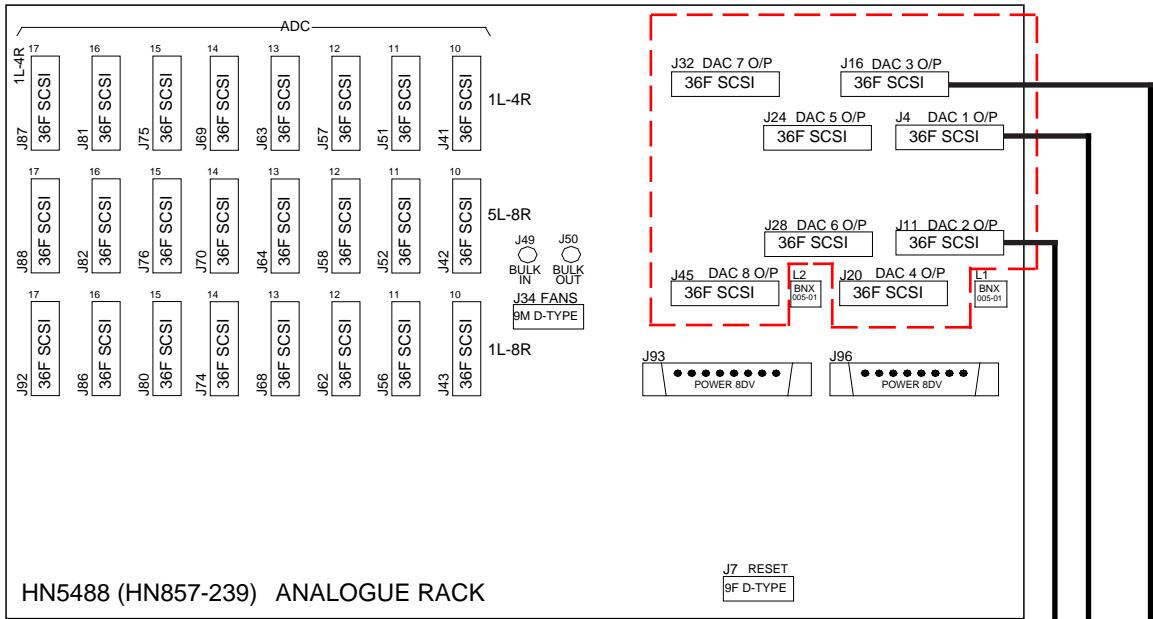 ADC
1L-4R
17 16 15 14 13 12 11 10
J87 36F SCSI
J81 36F SCSI
J75 36F SCSI
J69 36F SCSI
J63 36F SCSI
J57 36F SCSI
J51 36F SCSI
J41 36F SCSI
1L-4R
17 16 15 14 13 12 11 10
J88 36F SCSI
J82 36F SCSI
J76 36F SCSI
J70 36F SCSI
J64 36F SCSI
J58 36F SCSI
J52 36F SCSI
J42 36F SCSI
5L-8R
17 16 15 14 13 12 11 10
J92 36F SCSI
J86 36F SCSI
J80 36F SCSI
J74 36F SCSI
J68 36F SCSI
J62 36F SCSI
J56 36F SCSI
J43 36F SCSI
1L-8R
J49
BULK
IN
J50
BULK
OUT
J34 FANS
9M D-TYPE
J32 DAC 7 O/P
36F SCSI
J16 DAC 3 O/P
36F SCSI
J24 DAC 5 O/P
36F SCSI
J4 DAC 1 O/P
36F SCSI
J28 DAC 6 O/P
36F SCSI
J11 DAC 2 O/P
36F SCSI
J45 DAC 8 O/P
36F SCSI
L2
BNX
005-01
J20 DAC 4 O/P
36F SCSI
L1
BNX
005-01
J93
POWER 8DV
J96
POWER 8DV
J7 RESET
9F D-TYPE
HN5488 (HN857-239) ANALOGUE RACK